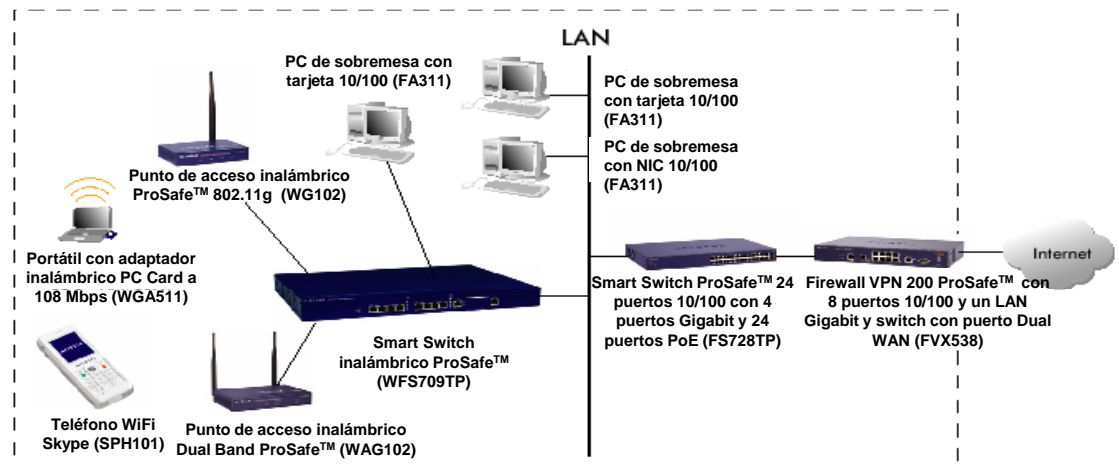 LAN
PC de sobremesa con
tarjeta 10/100 (FA311)
PC de sobremesa
con tarjeta 10/100
(FA311)
PC de sobremesa
con NIC 10/100
(FA311)
Punto de acceso inalámbrico
ProSafe™ 802.11g (WG102)
Portátil con adaptador
inalámbrico PC Card a
108 Mbps (WGA511)
Smart Switch
inalámbrico ProSafe™
(WFS709TP)
Smart Switch ProSafe™ 24
puertos 10/100 con 4
puertos Gigabit y 24
puertos PoE (FS728TP)
Firewall VPN 200 ProSafe™ con
8 puertos 10/100 y un LAN
Gigabit y switch con puerto Dual
WAN (FVX538)
Internet
Teléfono WiFi
Skype (SPH101)
Punto de acceso inalámbrico
Dual Band ProSafe™ (WAG102)